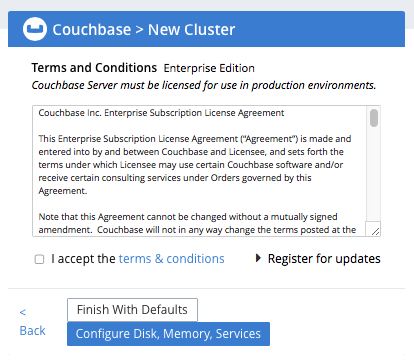 Couchbase > New Cluster
Terms and Conditions Enterprise Edition
Couchbase Server must be licensed for use in production environments.
Couchbase Inc. Enterprise Subscription License Agreement
This Enterprise Subscription License Agreement (“Agreement”) is made and
entered into by and between Couchbase and Licensee, and sets forth the
terms under which Licensee may use certain Couchbase software and/or
receive certain consulting services under Orders governed by this
Agreement.
Note that this Agreement cannot be changed without a mutually signed
amendment. Couchbase will not in any way change the terms posted at the
I accept the terms & conditions
Register for updates
<
Back
Finish With Defaults
Configure Disk, Memory, Services